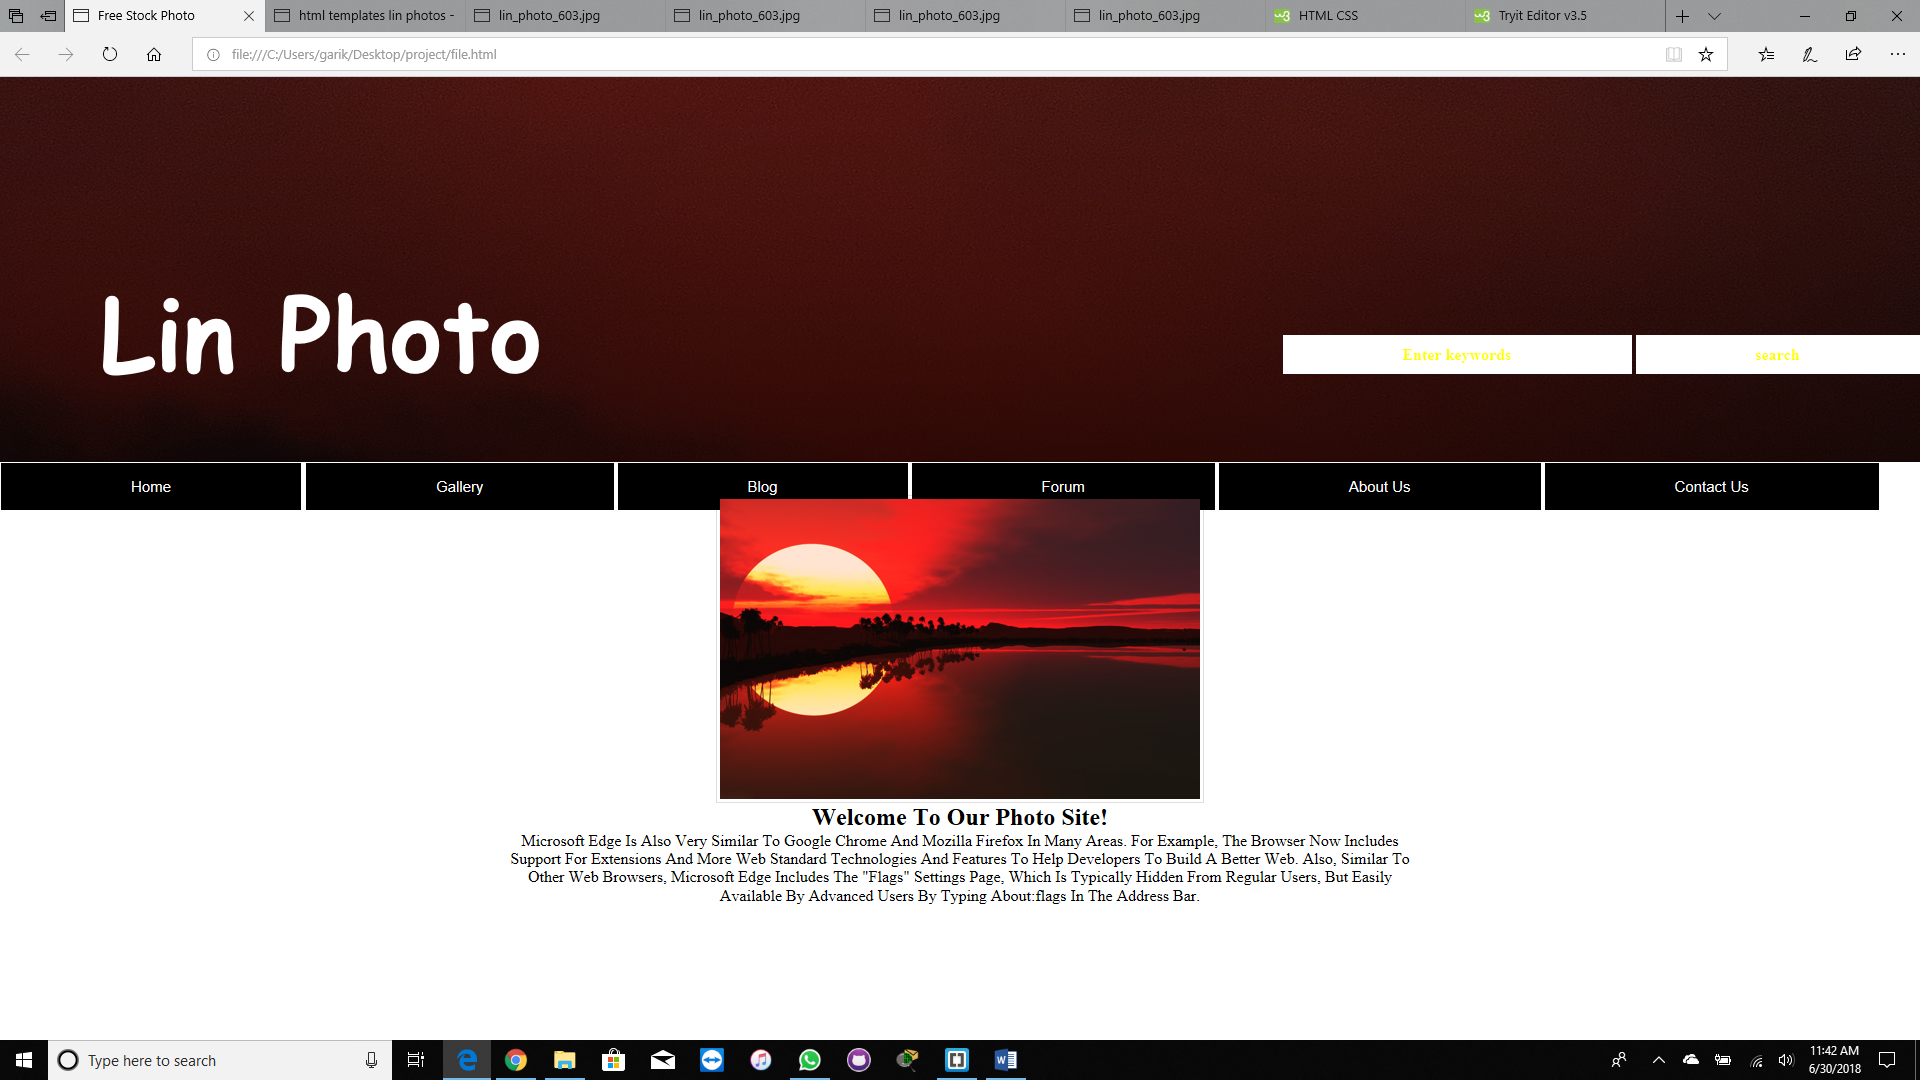 Free Stock Photo
html templates lin photos -
lin_photo_603.jpg
lin_photo_603.jpg
lin_photo_603.jpg
lin_photo_603.jpg
HTML CSS
Tryit Editor v3.5
file:///C:/Users/garik/Desktop/project/file.html
Lin Photo
Enter keywords
search
Home
Gallery
Blog
Forum
About Us
Contact Us
Welcome To Our Photo Site!
Microsoft Edge Is Also Very Similar To Google Chrome And Mozilla Firefox In Many Areas. For Example, The Browser Now Includes
Support For Extensions And More Web Standard Technologies And Features To Help Developers To Build A Better Web. Also, Similar To
Other Web Browsers, Microsoft Edge Includes The "Flags" Settings Page, Which Is Typically Hidden From Regular Users, But Easily
Available By Advanced Users By Typing About:flags In The Address Bar.
Type here to search
11:42 AM
6/30/2018